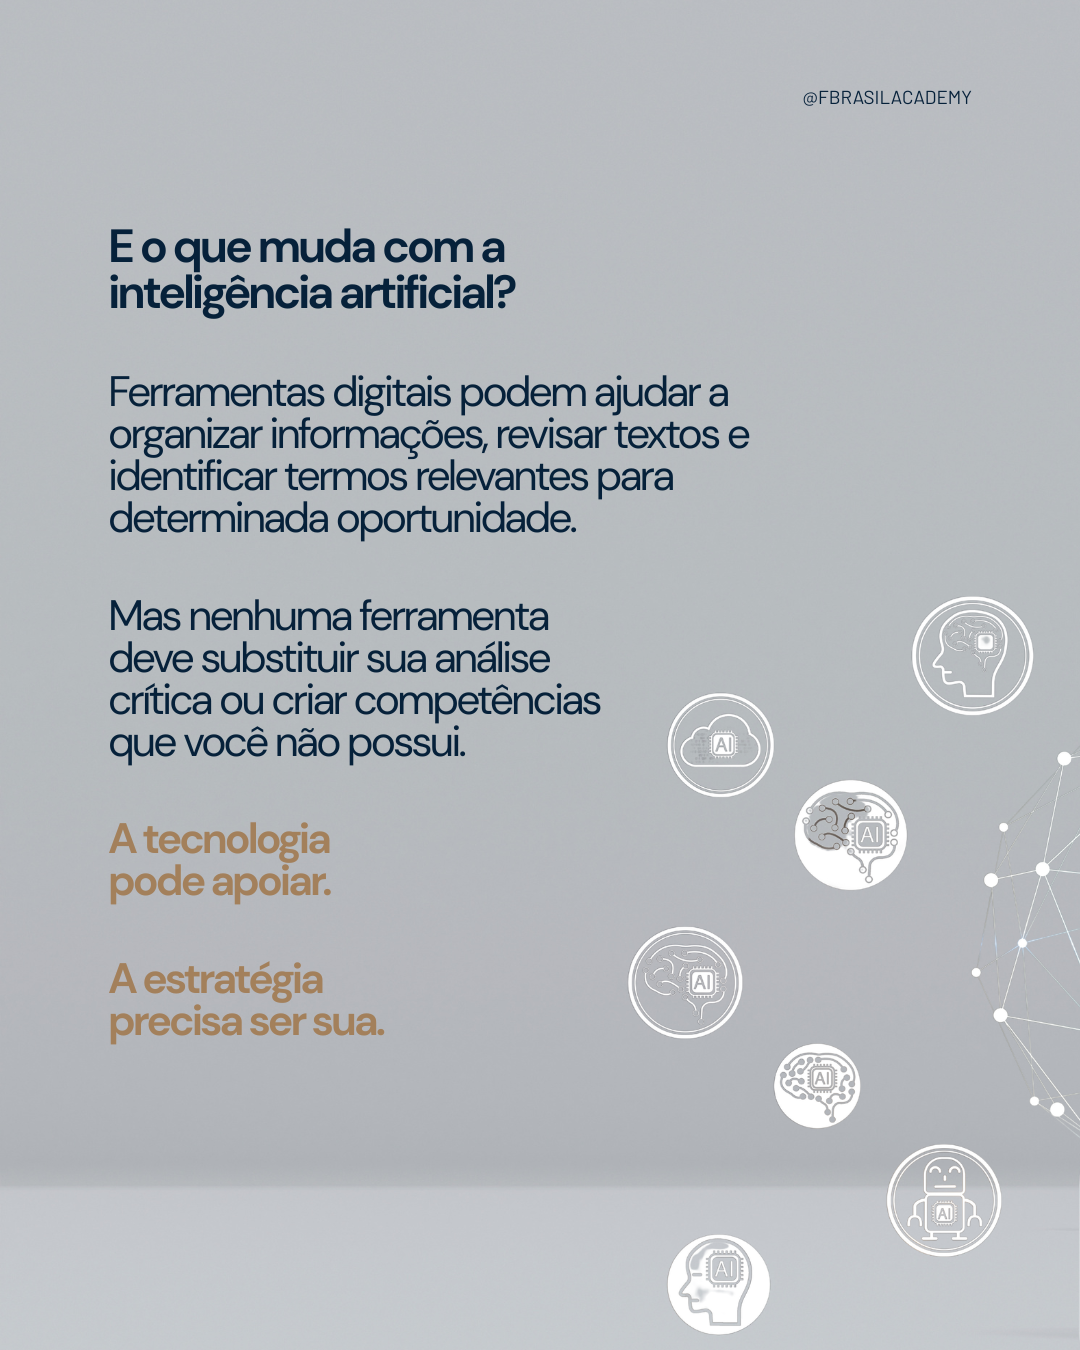 @FBRASILACADEMY
E o que muda com a
inteligência artificial?
Ferramentas digitais podem ajudar a
organizar informações, revisar textos e
identificar termos relevantes para
determinada oportunidade.
Mas nenhuma ferramenta
deve substituir sua análise
crítica ou criar competências
que você não possui.
A tecnologia
pode apoiar.
A estratégia
precisa ser sua.
AI
AI
AI
AI
AI
AI